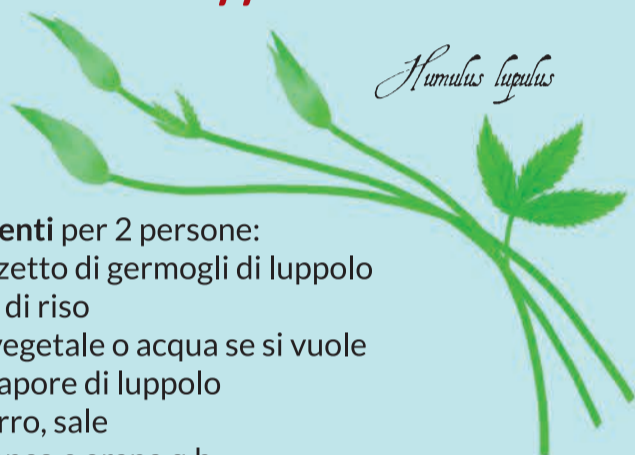 Humulus lupulus
enti per 2 persone:
zetto di germogli di luppolo
di riso
vegetale o acqua se si vuole
apore di luppolo
rro, sale